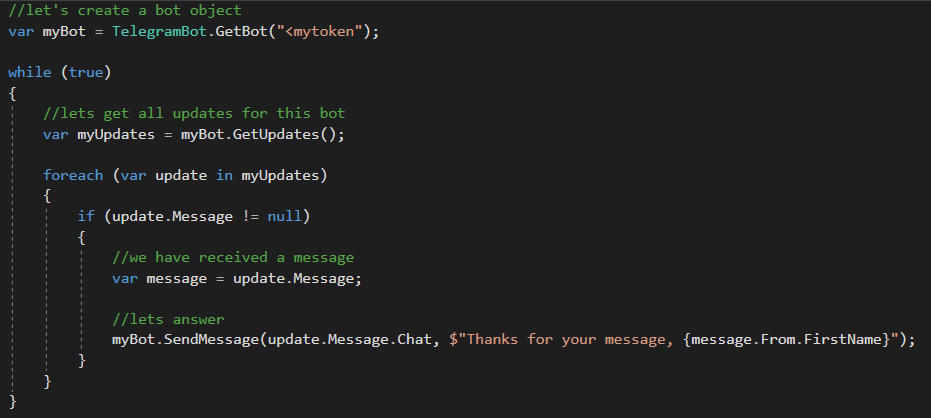 //let's create a bot object
var myBot = TelegramBot.GetBot("<mytoken");

while (true)
{
    //lets get all updates for this bot
    var myUpdates = myBot.GetUpdates();

    foreach (var update in myUpdates)
    {
        if (update.Message != null)
        {
            //we have received a message
            var message = update.Message;

            //lets answer
            myBot.SendMessage(update.Message.Chat, $"Thanks for your message, {message.From.FirstName}");
        }
    }
}